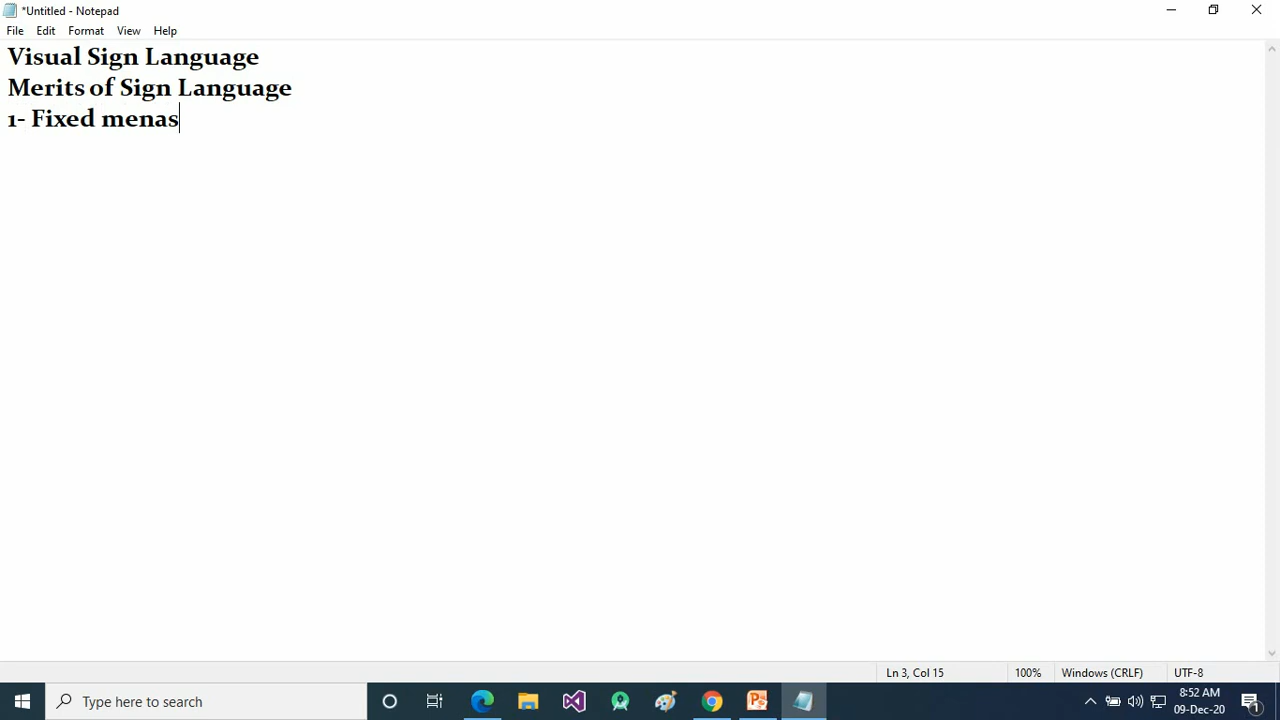 *Untitled - Notepad
File Edit Format View Help
Visual Sign Language
Merits of Sign Language
1- Fixed menas
Ln 3, Col 15 100% Windows (CRLF) UTF-8
Type here to search
8:52 AM
09-Dec-20
1